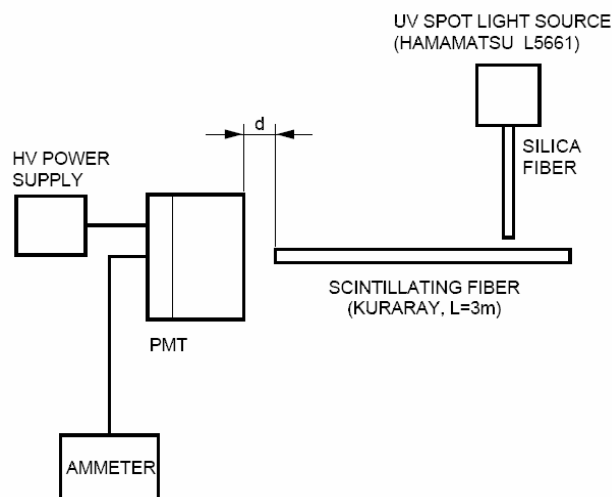 UV SPOT LIGHT SOURCE
(HAMAMATSU L5661)
d
HV POWER
SUPPLY
SILICA
FIBER
SCINTILLATING FIBER
(KURARAY, L=3m)
PMT
AMMETER